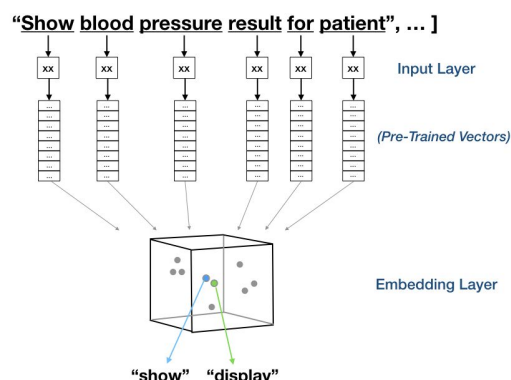 “Show blood pressure result for patient”, ... ]
xx xx xx xx xx xx
Input Layer
... ... ... ... ... ...
... ... ... ... ... ...
... ... ... ... ... ...
... ... ... ... ... ...
(Pre-Trained Vectors)
... ... ... ... ... ...
... ... ... ... ... ...
... ... ... ... ... ...
... ... ... ... ... ...
Embedding Layer
“show” “display”